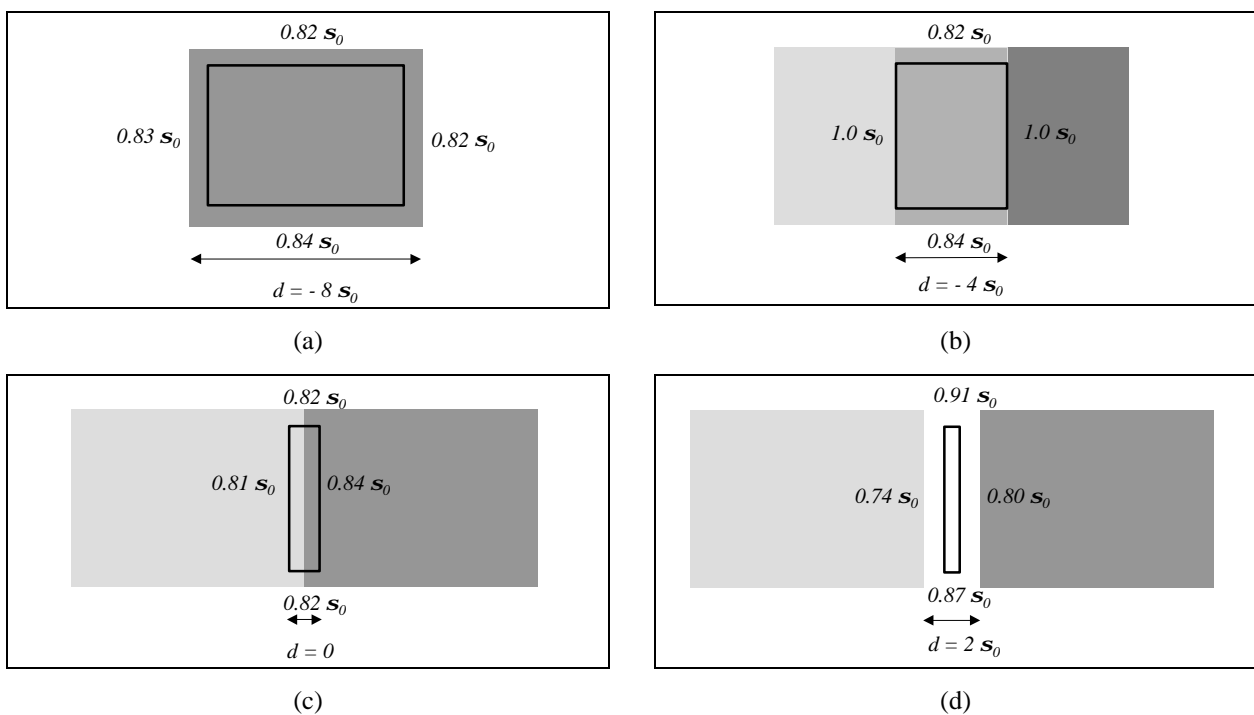 0.82 s0
0.83 s0
0.82 s0
0.84 s0
d = - 8 s0
(a)
0.82 s0
1.0 s0
1.0 s0
0.84 s0
d = - 4 s0
(b)
0.82 s0
0.81 s0
0.84 s0
0.82 s0
d = 0
(c)
0.91 s0
0.74 s0
0.80 s0
0.87 s0
d = 2 s0
(d)